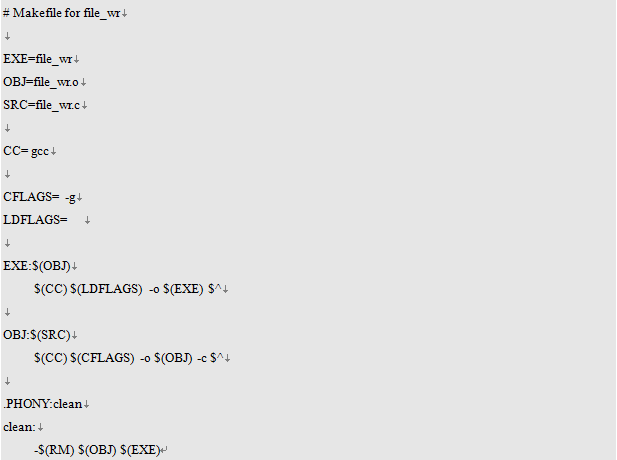 # Makefile for file_wr↓
↓
EXE=file_wr↓
OBJ=file_wr.o↓
SRC=file_wr.c↓
↓
CC= gcc↓
↓
CFLAGS= -g↓
LDFLAGS= ↓
↓
EXE:$(OBJ)↓
$(CC) $(LDFLAGS) -o $(EXE) $^↓
↓
OBJ:$(SRC)↓
$(CC) $(CFLAGS) -o $(OBJ) -c $^↓
↓
.PHONY:clean↓
clean:↓
-$(RM) $(OBJ) $(EXE)↵